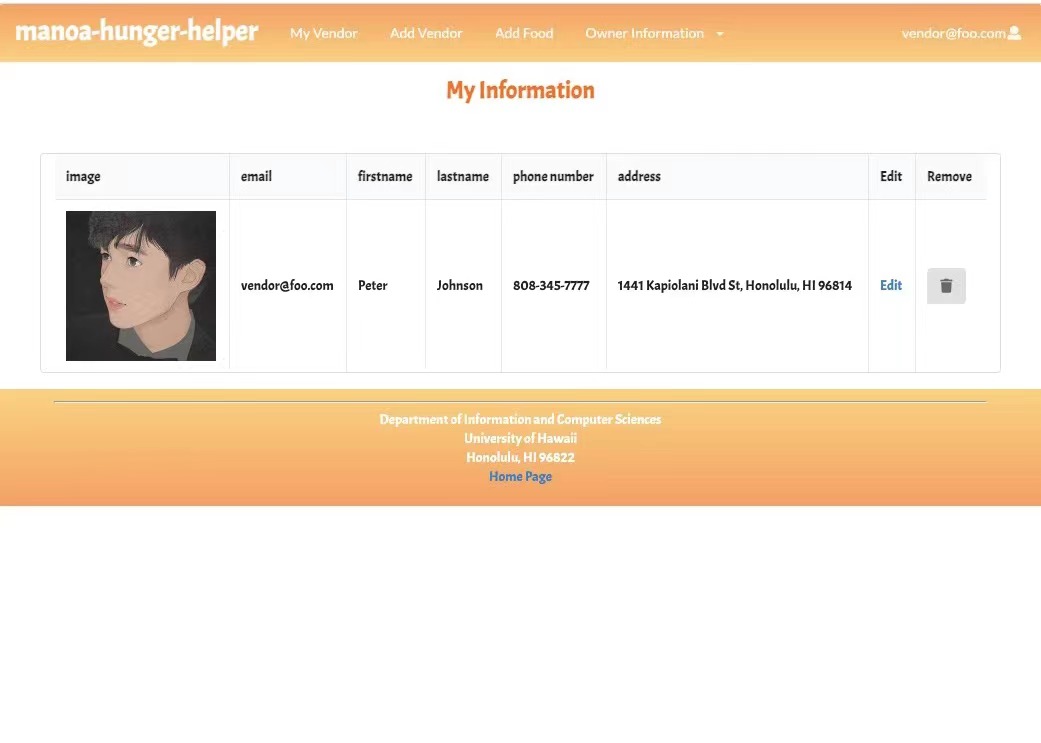 manoa-hunger-helper My Vendor Add Vendor Add Food Owner Information vendor@foo.com
My Information
image email firstname lastname phone number address Edit Remove
vendor@foo.com Peter Johnson 808-345-7777 1441 Kapiolani Blvd St, Honolulu, HI 96814 Edit
Department of Information and Computer Sciences
University of Hawaii
Honolulu, HI 96822
Home Page